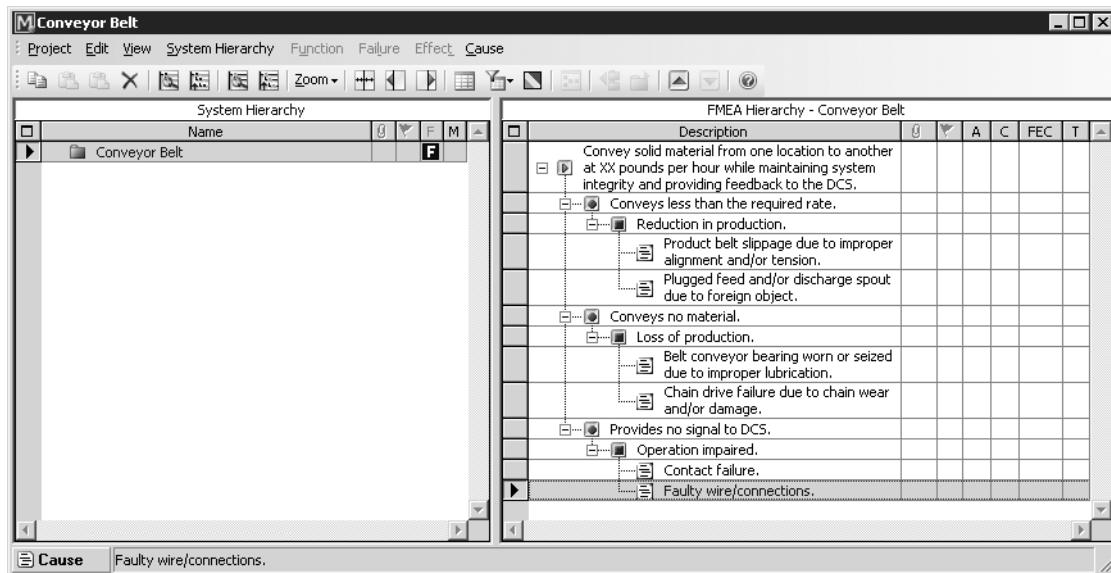 M Conveyor Belt
Project Edit View System Hierarchy Function Failure Effect Cause
Zoom
System Hierarchy
Name F M
Conveyor Belt F
FMEA Hierarchy - Conveyor Belt
Description A C FEC T
Convey solid material from one location to another
at XX pounds per hour while maintaining system
integrity and providing feedback to the DCS.
Conveys less than the required rate.
Reduction in production.
Product belt slippage due to improper
alignment and/or tension.
Plugged feed and/or discharge spout
due to foreign object.
Conveys no material.
Loss of production.
Belt conveyor bearing worn or seized
due to improper lubrication.
Chain drive failure due to chain wear
and/or damage.
Provides no signal to DCS.
Operation impaired.
Contact failure.
Faulty wire/connections.
Cause Faulty wire/connections.